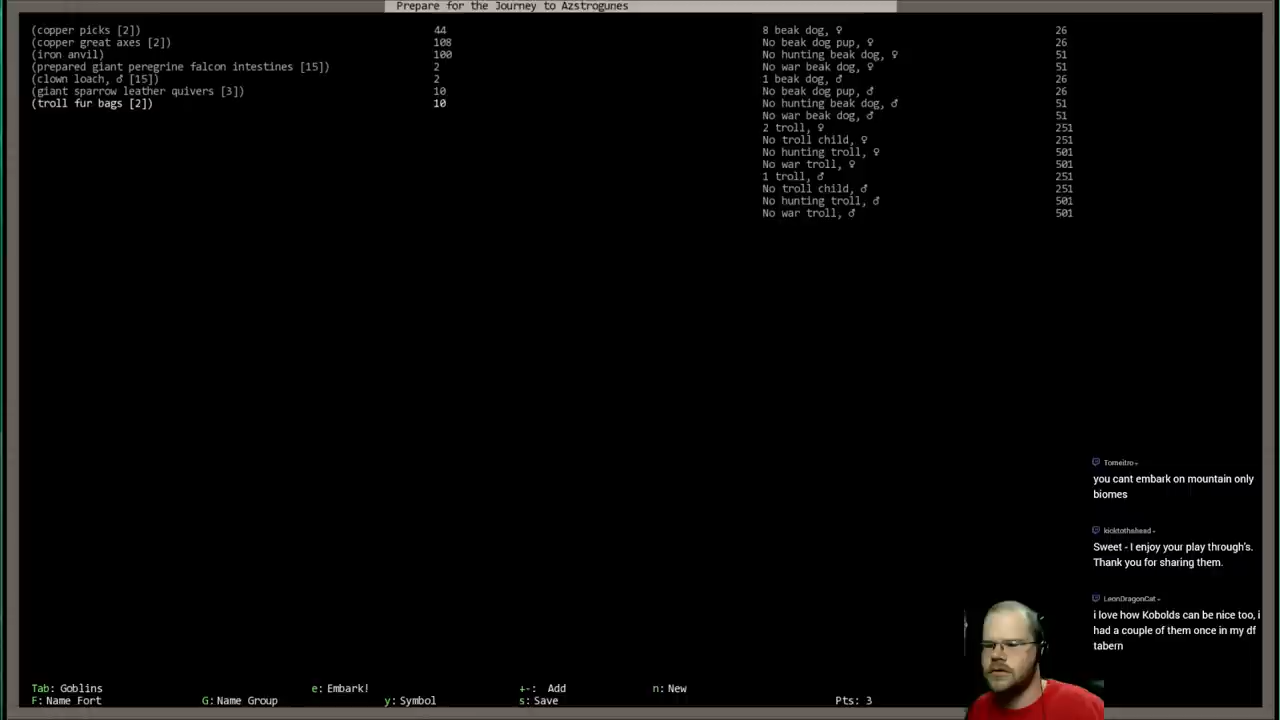 Prepare for the Journey to Azstrogunes
(copper picks [2]) 44
(copper great axes [2]) 108
(iron anvil) 100
(prepared giant peregrine falcon intestines [15]) 2
(clown loach, ♂ [15]) 2
(giant sparrow leather quivers [3]) 10
(troll fur bags [2]) 10
8 beak dog, ♀ 26
No beak dog pup, ♀ 26
No hunting beak dog, ♀ 51
No war beak dog, ♀ 51
1 beak dog, ♂ 26
No beak dog pup, ♂ 26
No hunting beak dog, ♂ 51
No war beak dog, ♂ 51
2 troll, ♀ 251
No troll child, ♀ 251
No hunting troll, ♀ 501
No war troll, ♀ 501
1 troll, ♂ 251
No troll child, ♂ 251
No hunting troll, ♂ 501
No war troll, ♂ 501
Tomeitro
you cant embark on mountain only
biomes
kicktothehead
Sweet - I enjoy your play through's.
Thank you for sharing them.
LeonDragonCat
i love how Kobolds can be nice too, i
had a couple of them once in my df
tabern
Tab: Goblins e: Embark! +-: Add n: New
F: Name Fort G: Name Group y: Symbol s: Save Pts: 3